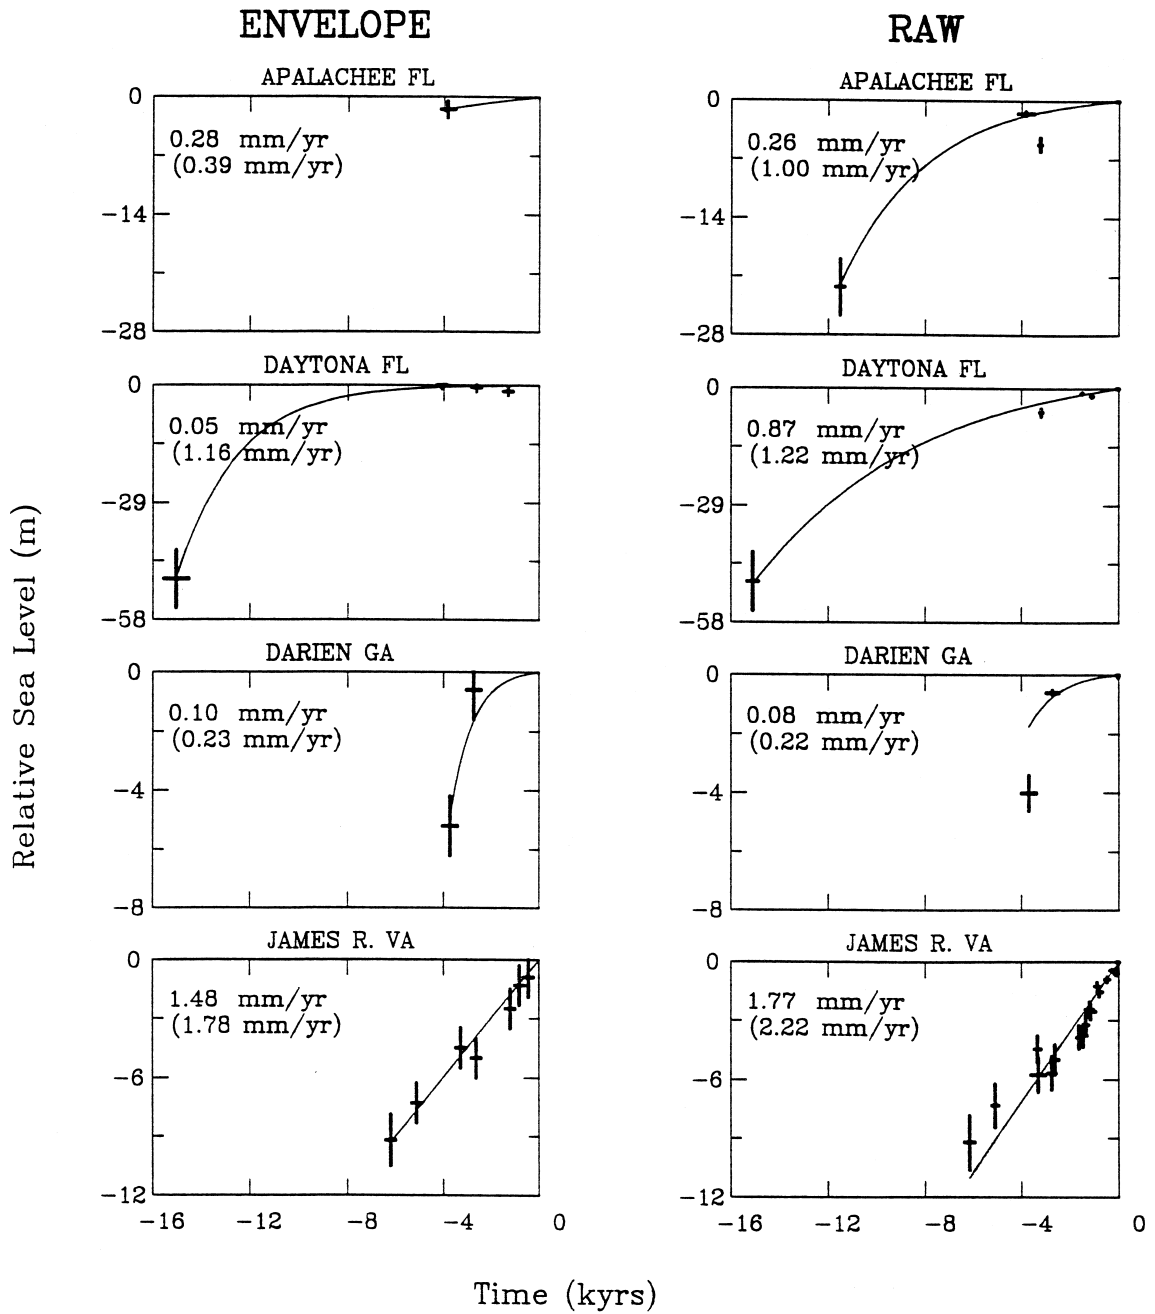 ENVELOPE
RAW
APALACHEE FL
0
-14
-28
0.28 mm/yr
(0.39 mm/yr)
APALACHEE FL
0
-14
-28
0.26 mm/yr
(1.00 mm/yr)
DAYTONA FL
0
-29
-58
0.05 mm/yr
(1.16 mm/yr)
DAYTONA FL
0
-29
-58
0.87 mm/yr
(1.22 mm/yr)
DARIEN GA
0
-4
-8
0.10 mm/yr
(0.23 mm/yr)
DARIEN GA
0
-4
-8
0.08 mm/yr
(0.22 mm/yr)
JAMES R. VA
0
-6
-12
1.48 mm/yr
(1.78 mm/yr)
-16 -12 -8 -4 0
JAMES R. VA
0
-6
-12
1.77 mm/yr
(2.22 mm/yr)
-16 -12 -8 -4 0
Relative Sea Level (m)
Time (kyrs)